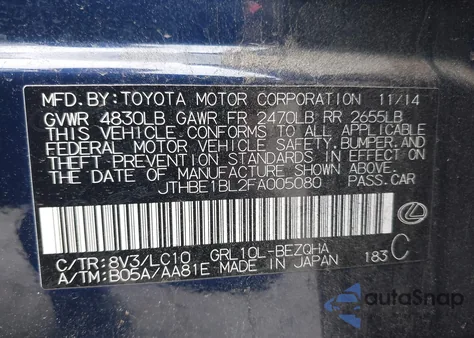 MFD.BY:TOYOTA MOTOR CORPORATION 11/14
GVWR 4830LB GAWR FR 2470LB RR 2655LB
THIS VEHICLE CONFORMS TO ALL APPLICABLE
FEDERAL MOTOR VEHICLE SAFETY, BUMPER, AND
THEFT PREVENTION STANDARDS IN EFFECT ON
THE DATE OF MANUFACTURE SHOWN ABOVE.
JTHBE1BL2FA005080 PASS.CAR
C/TR:8V3/LC10 GRL10L-BEZQHA
A/TM:B05A/AA81E MADE IN JAPAN 183 C
autoSnap